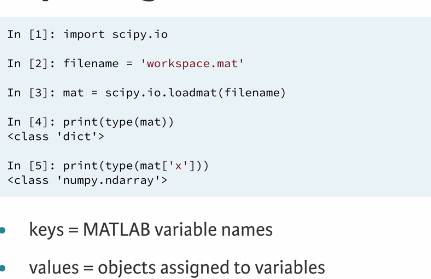 In [1]: import scipy.io
In [2]: filename = 'workspace.mat'
In [3]: mat = scipy.io.loadmat(filename)
In [4]: print(type(mat))
<class 'dict'>
In [5]: print(type(mat['x']))
<class 'numpy.ndarray'>
• keys = MATLAB variable names
• values = objects assigned to variables